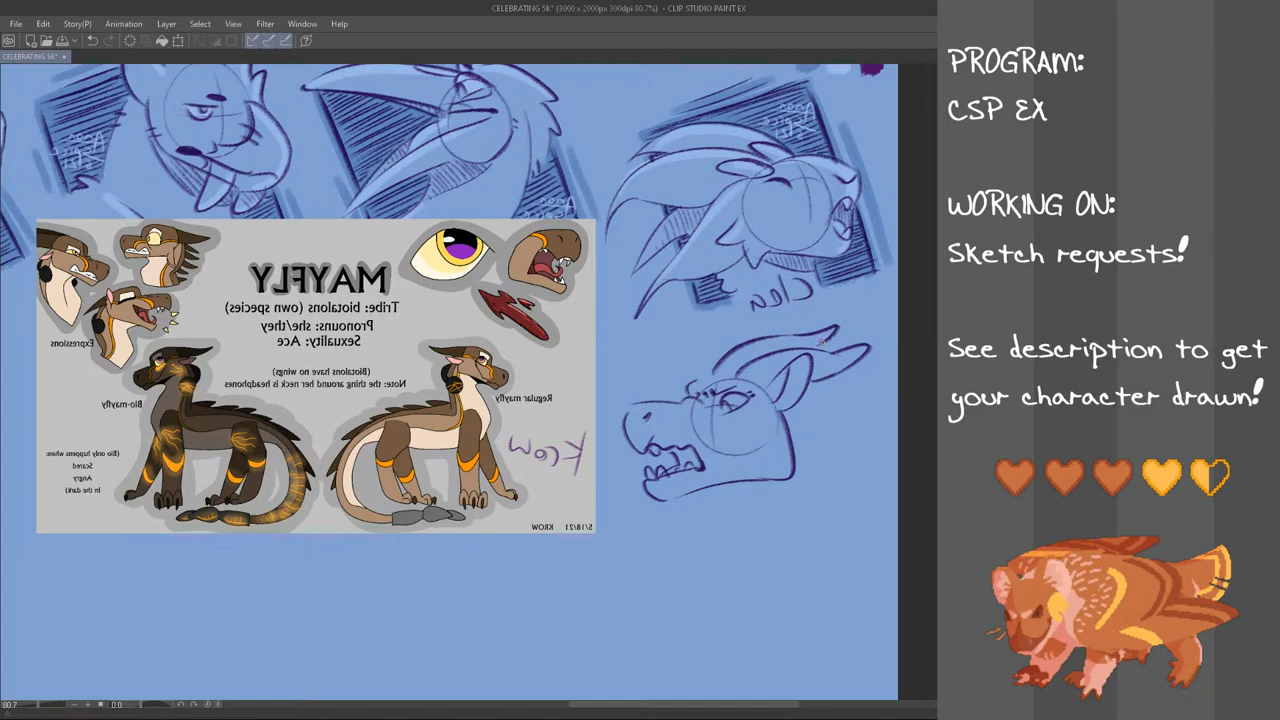 CELEBRATING 5K* (3000 x 2000px 300dpi 80.7%) - CLIP STUDIO PAINT EX
File Edit Story(P) Animation Layer Select View Filter Window Help
CELEBRATING 5K*
Clea
MAYFLY
Tribe: biotalons (own species)
Pronouns: she/they
Sexuality: Ace
Expressions
(Biotalons have no wings)
Note: the thing around her neck is headphones
Bio-mayfly
Regular mayfly
Krow
(Bio only happens when:
Scared
Angry
In the dark)
5/18/21 KROW
80.7
0.0
PROGRAM:
CSP EX
WORKING ON:
Sketch requests!
See description to get
your character drawn!